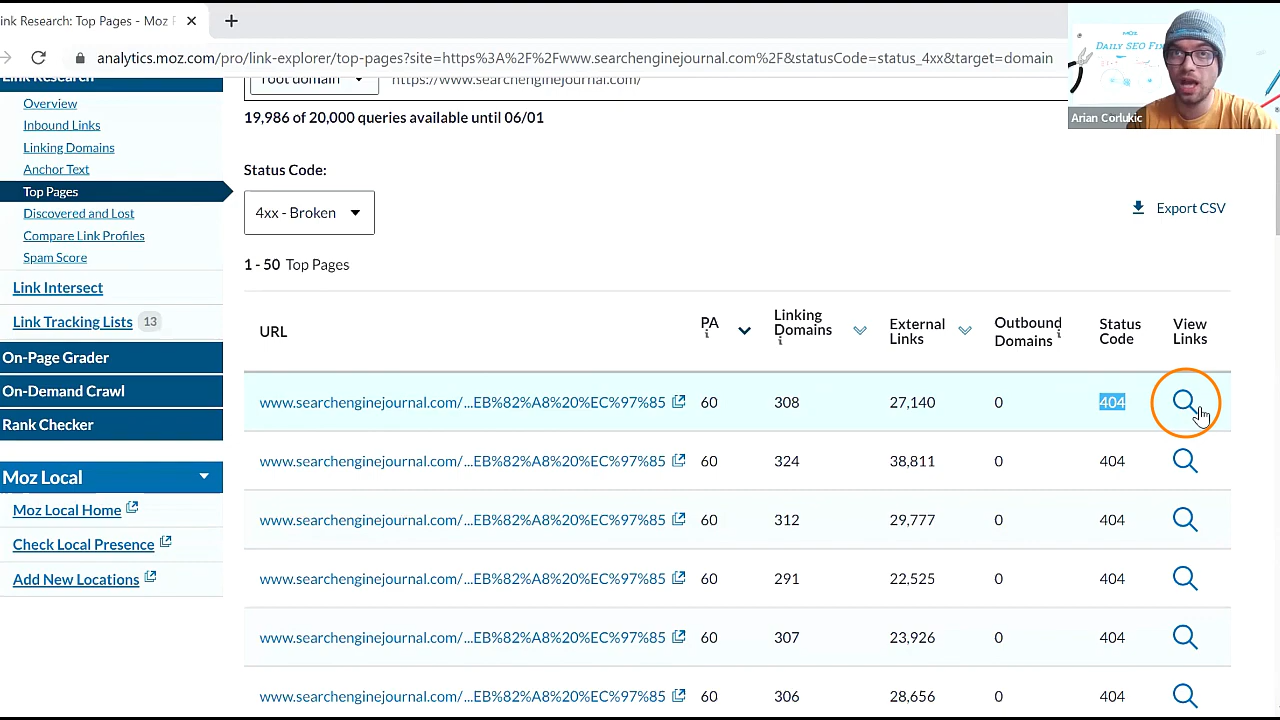 ink Research: Top Pages - Moz
analytics.moz.com/pro/link-explorer/top-pages?site=https%3A%2F%2Fwww.searchenginejournal.com%2F&statusCode=status_4xx&target=domain
MOZ
DAILY SEO FIX
Arian Corlukic
Link Research
Overview
Inbound Links
Linking Domains
Anchor Text
Top Pages
Discovered and Lost
Compare Link Profiles
Spam Score
Link Intersect
Link Tracking Lists 13
On-Page Grader
On-Demand Crawl
Rank Checker
Moz Local
Moz Local Home
Check Local Presence
Add New Locations
root domain https://www.searchenginejournal.com/
19,986 of 20,000 queries available until 06/01
Status Code:
4xx - Broken
Export CSV
1 - 50 Top Pages
URL PA Linking Domains External Links Outbound Domains Status Code View Links
www.searchenginejournal.com/...EB%82%A8%20%EC%97%85 60 308 27,140 0 404
www.searchenginejournal.com/...EB%82%A8%20%EC%97%85 60 324 38,811 0 404
www.searchenginejournal.com/...EB%82%A8%20%EC%97%85 60 312 29,777 0 404
www.searchenginejournal.com/...EB%82%A8%20%EC%97%85 60 291 22,525 0 404
www.searchenginejournal.com/...EB%82%A8%20%EC%97%85 60 307 23,926 0 404
www.searchenginejournal.com/...EB%82%A8%20%EC%97%85 60 306 28,656 0 404